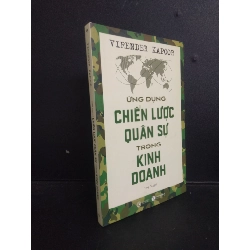 VIRENDER KAPOOR
ỨNG DỤNG
CHIẾN LƯỢC
QUÂN SỰ
TRONG
KINH
DOANH